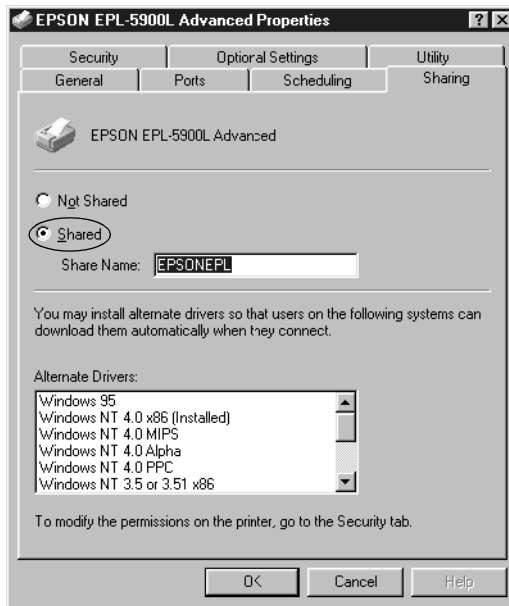 EPSON EPL-5900L Advanced Properties
Security Optional Settings Utility
General Ports Scheduling Sharing
EPSON EPL-5900L Advanced
Not Shared
Shared
Share Name: EPSONEPL
You may install alternate drivers so that users on the following systems can
download them automatically when they connect.
Alternate Drivers:
Windows 95
Windows NT 4.0 x86 (Installed)
Windows NT 4.0 MIPS
Windows NT 4.0 Alpha
Windows NT 4.0 PPC
Windows NT 3.5 or 3.51 x86
To modify the permissions on the printer, go to the Security tab.
OK Cancel Help